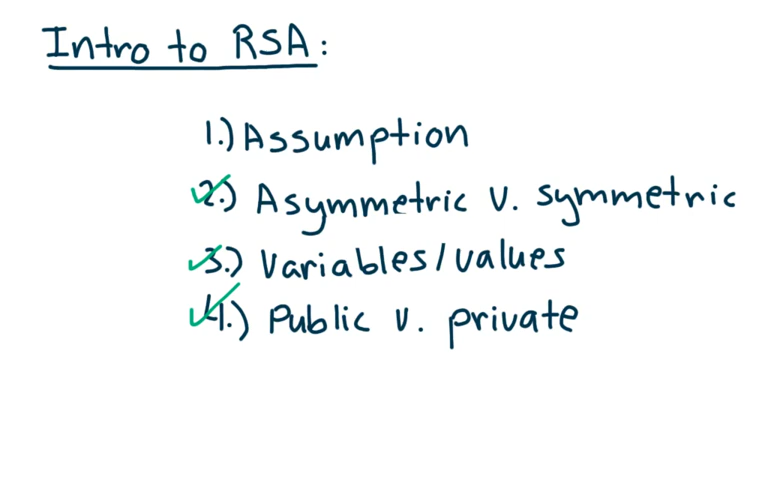 Intro to RSA:
1.) Assumption
2.) Asymmetric v. symmetric
3.) Variables/values
4.) Public v. private